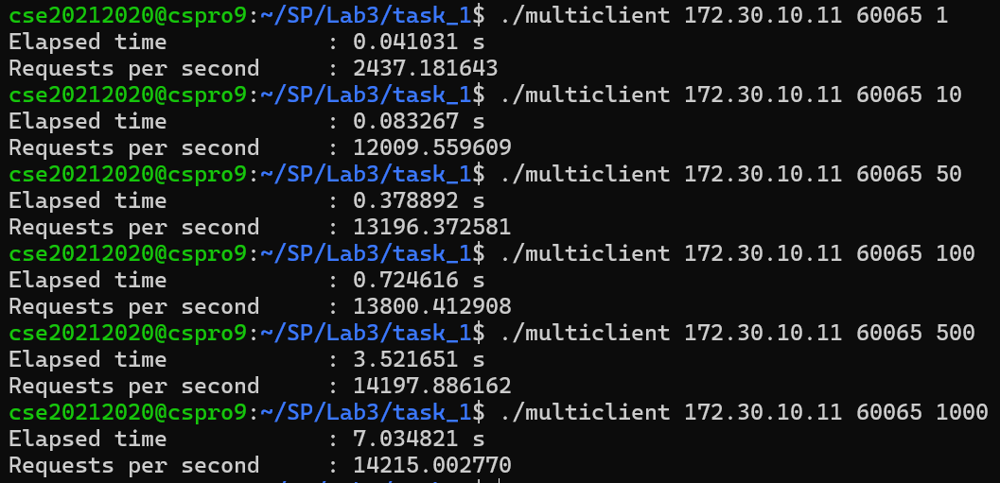 cse20212020@cspro9:~/SP/Lab3/task_1$ ./multiclient 172.30.10.11 60065 1
Elapsed time            : 0.041031 s
Requests per second     : 2437.181643
cse20212020@cspro9:~/SP/Lab3/task_1$ ./multiclient 172.30.10.11 60065 10
Elapsed time            : 0.083267 s
Requests per second     : 12009.559609
cse20212020@cspro9:~/SP/Lab3/task_1$ ./multiclient 172.30.10.11 60065 50
Elapsed time            : 0.378892 s
Requests per second     : 13196.372581
cse20212020@cspro9:~/SP/Lab3/task_1$ ./multiclient 172.30.10.11 60065 100
Elapsed time            : 0.724616 s
Requests per second     : 13800.412908
cse20212020@cspro9:~/SP/Lab3/task_1$ ./multiclient 172.30.10.11 60065 500
Elapsed time            : 3.521651 s
Requests per second     : 14197.886162
cse20212020@cspro9:~/SP/Lab3/task_1$ ./multiclient 172.30.10.11 60065 1000
Elapsed time            : 7.034821 s
Requests per second     : 14215.002770